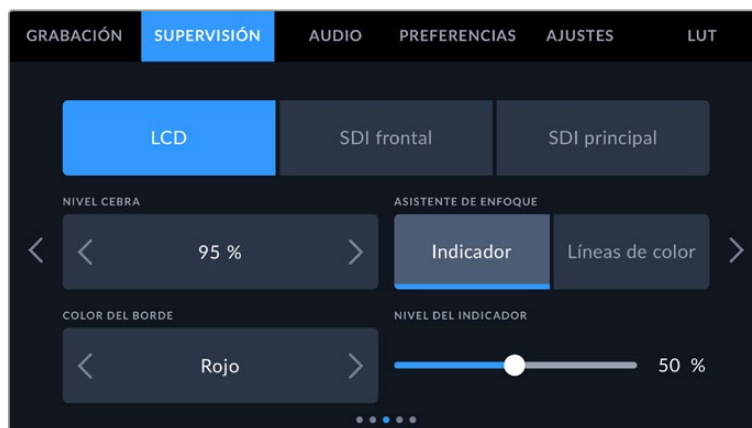 GRABACIÓN SUPERVISIÓN AUDIO PREFERENCIAS AJUSTES LUT
LCD SDI frontal SDI principal
NIVEL CEBRA ASISTENTE DE ENFOQUE
95 % Indicador Líneas de color
COLOR DEL BORDE NIVEL DEL INDICADOR
Rojo 50 %